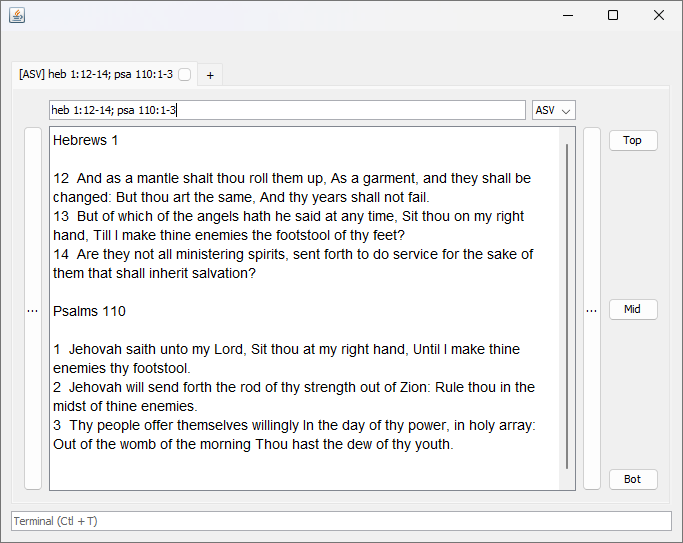 [ASV] heb 1:12-14; psa 110:1-3
+
heb 1:12-14; psa 110:1-3
ASV
Hebrews 1
12  And as a mantle shalt thou roll them up, As a garment, and they shall be
changed: But thou art the same, And thy years shall not fail.
13  But of which of the angels hath he said at any time, Sit thou on my right
hand, Till I make thine enemies the footstool of thy feet?
14  Are they not all ministering spirits, sent forth to do service for the sake of
them that shall inherit salvation?
Psalms 110
1  Jehovah saith unto my Lord, Sit thou at my right hand, Until I make thine
enemies thy footstool.
2  Jehovah will send forth the rod of thy strength out of Zion: Rule thou in the
midst of thine enemies.
3  Thy people offer themselves willingly In the day of thy power, in holy array:
Out of the womb of the morning Thou hast the dew of thy youth.
...
...
Top
Mid
Bot
Terminal (Ctl + T)